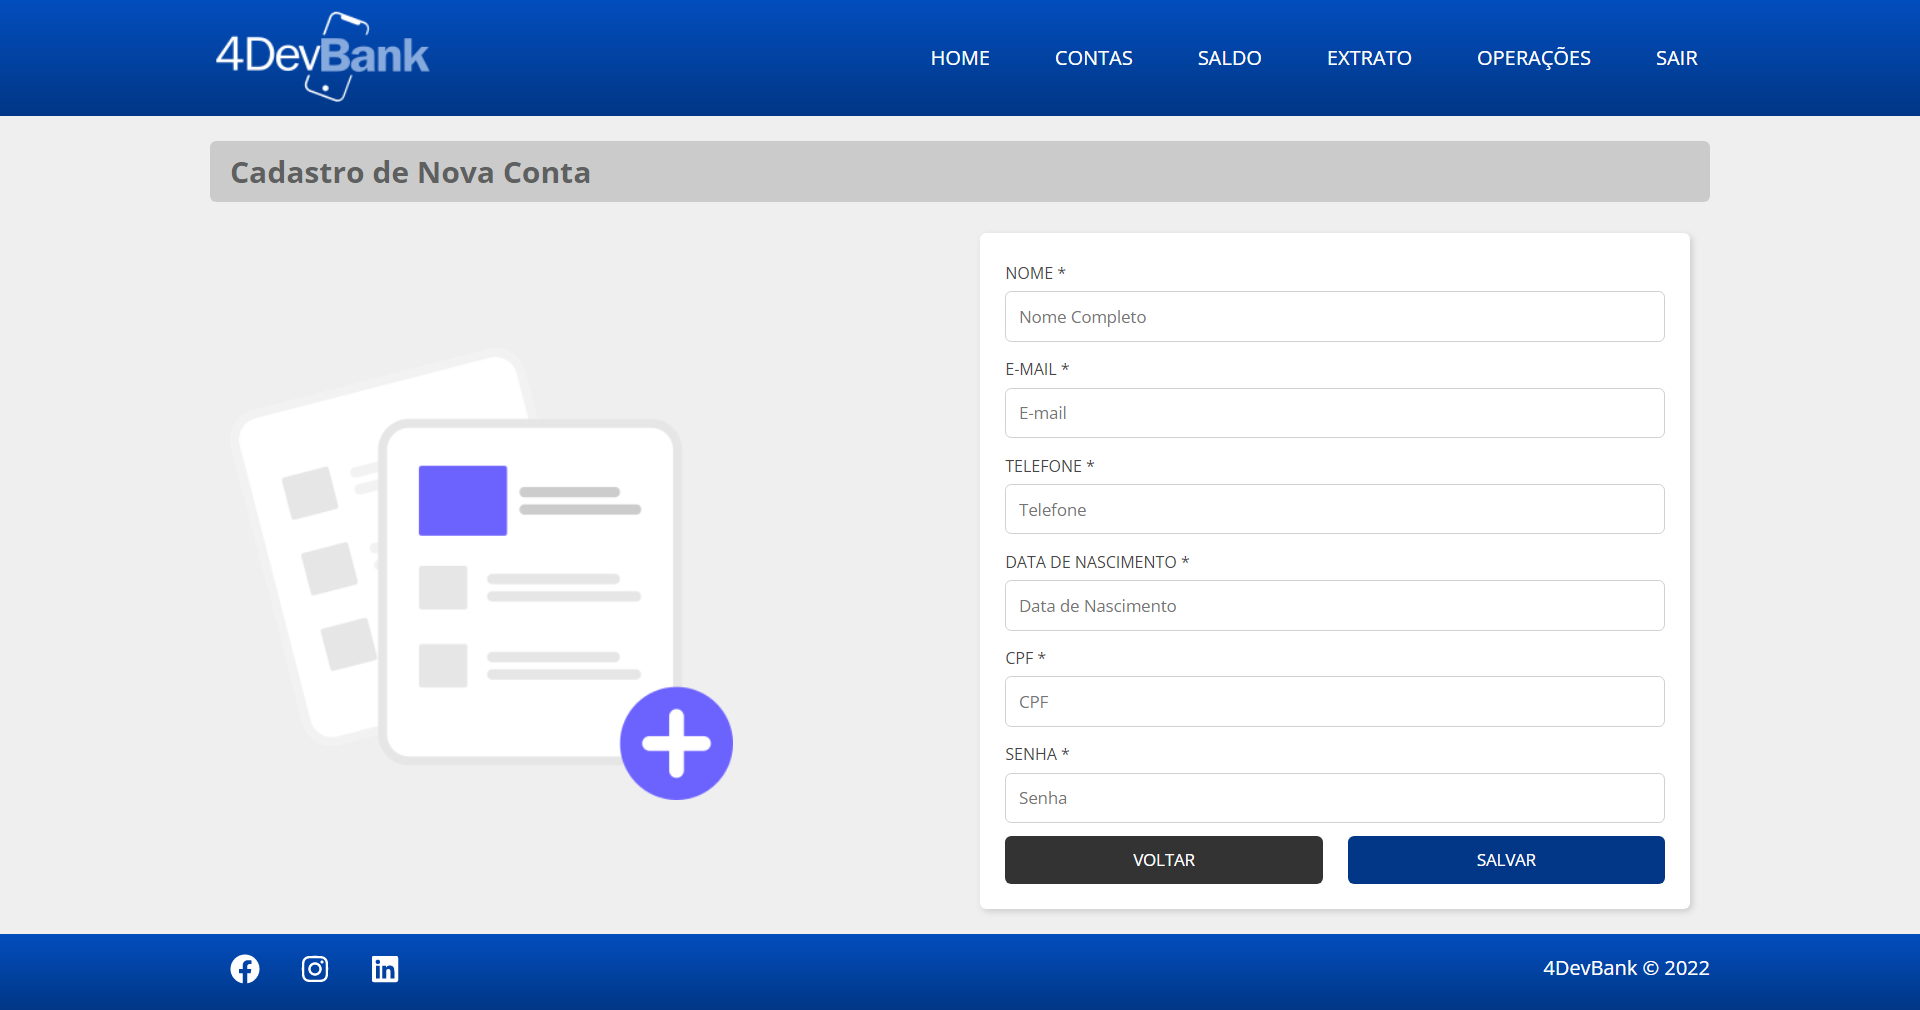 4DevBank
HOME CONTAS SALDO EXTRATO OPERAÇÕES SAIR
Cadastro de Nova Conta
NOME *
Nome Completo
E-MAIL *
E-mail
TELEFONE *
Telefone
DATA DE NASCIMENTO *
Data de Nascimento
CPF *
CPF
SENHA *
Senha
VOLTAR SALVAR
4DevBank © 2022